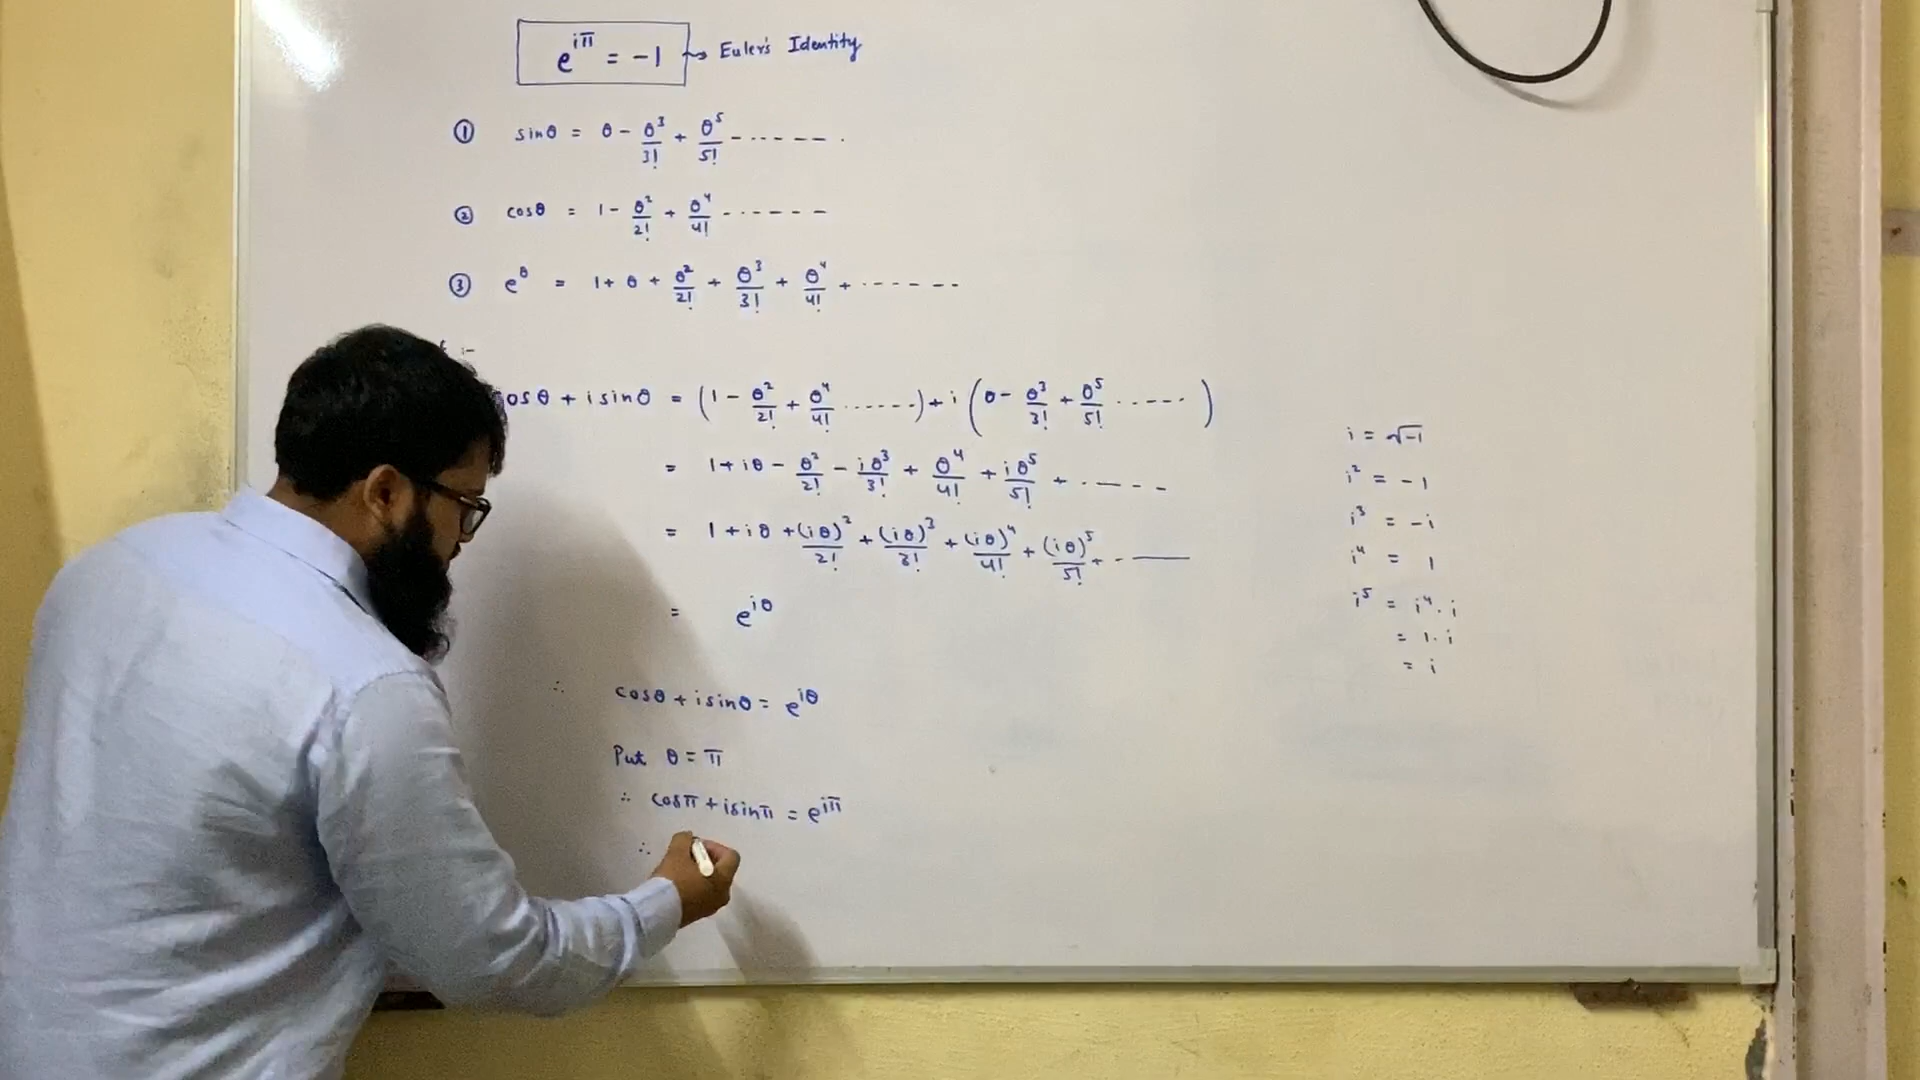 e^{iπ} = -1 → Euler's Identity
① sinθ = θ - θ³/3! + θ⁵/5! - ------ .
② cosθ = 1 - θ²/2! + θ⁴/4! - ------
③ e^θ = 1 + θ + θ²/2! + θ³/3! + θ⁴/4! + ------
:-
cosθ + i sinθ = (1 - θ²/2! + θ⁴/4! ......) + i (θ - θ³/3! + θ⁵/5! ......)
= 1 + iθ - θ²/2! - iθ³/3! + θ⁴/4! + iθ⁵/5! + .----
= 1 + iθ + (iθ)²/2! + (iθ)³/3! + (iθ)⁴/4! + (iθ)⁵/5! + .----
= e^{iθ}
∴ cosθ + i sinθ = e^{iθ}
Put θ = π
∴ cosπ + i sinπ = e^{iπ}
∴
i = √-1
i² = -1
i³ = -i
i⁴ = 1
i⁵ = i⁴ . i
= 1 . i
= i